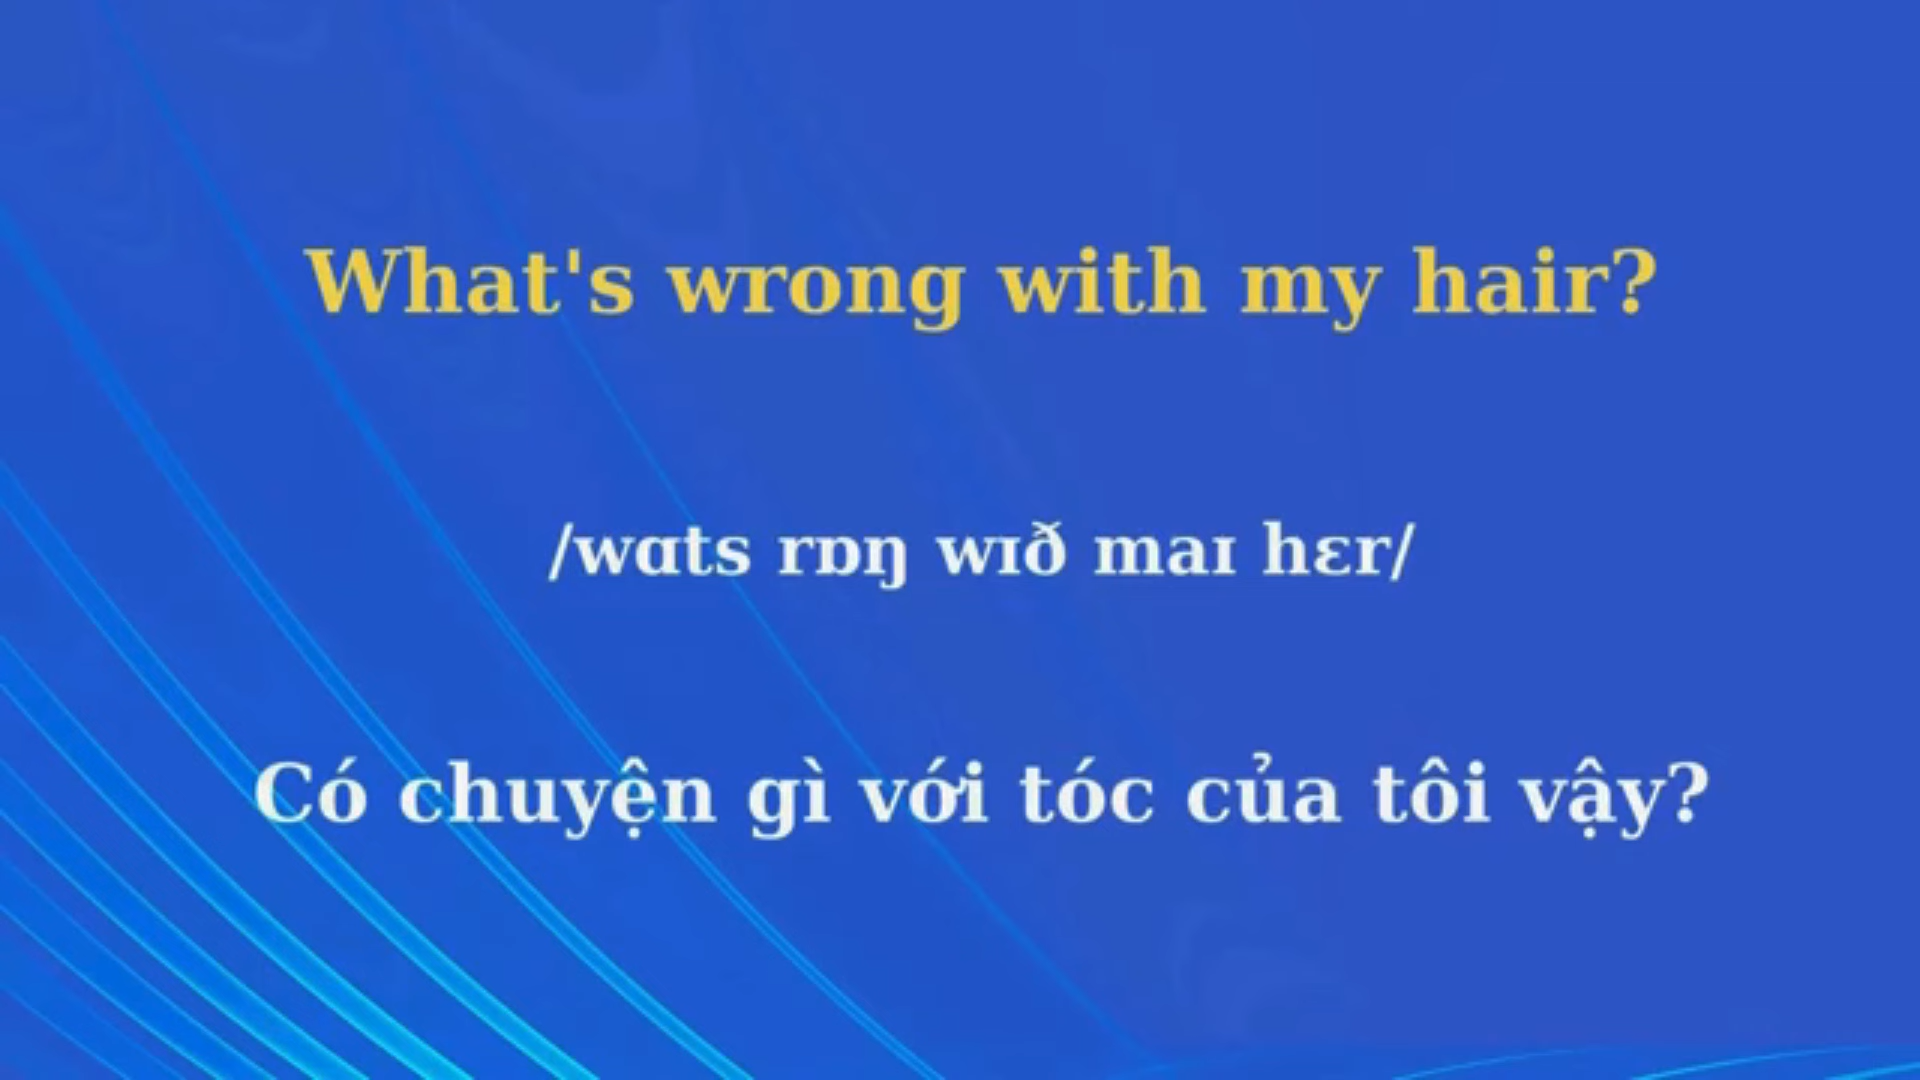 What's wrong with my hair?
/wɑts rɒŋ wɪð maɪ hɛr/
Có chuyện gì với tóc của tôi vậy?